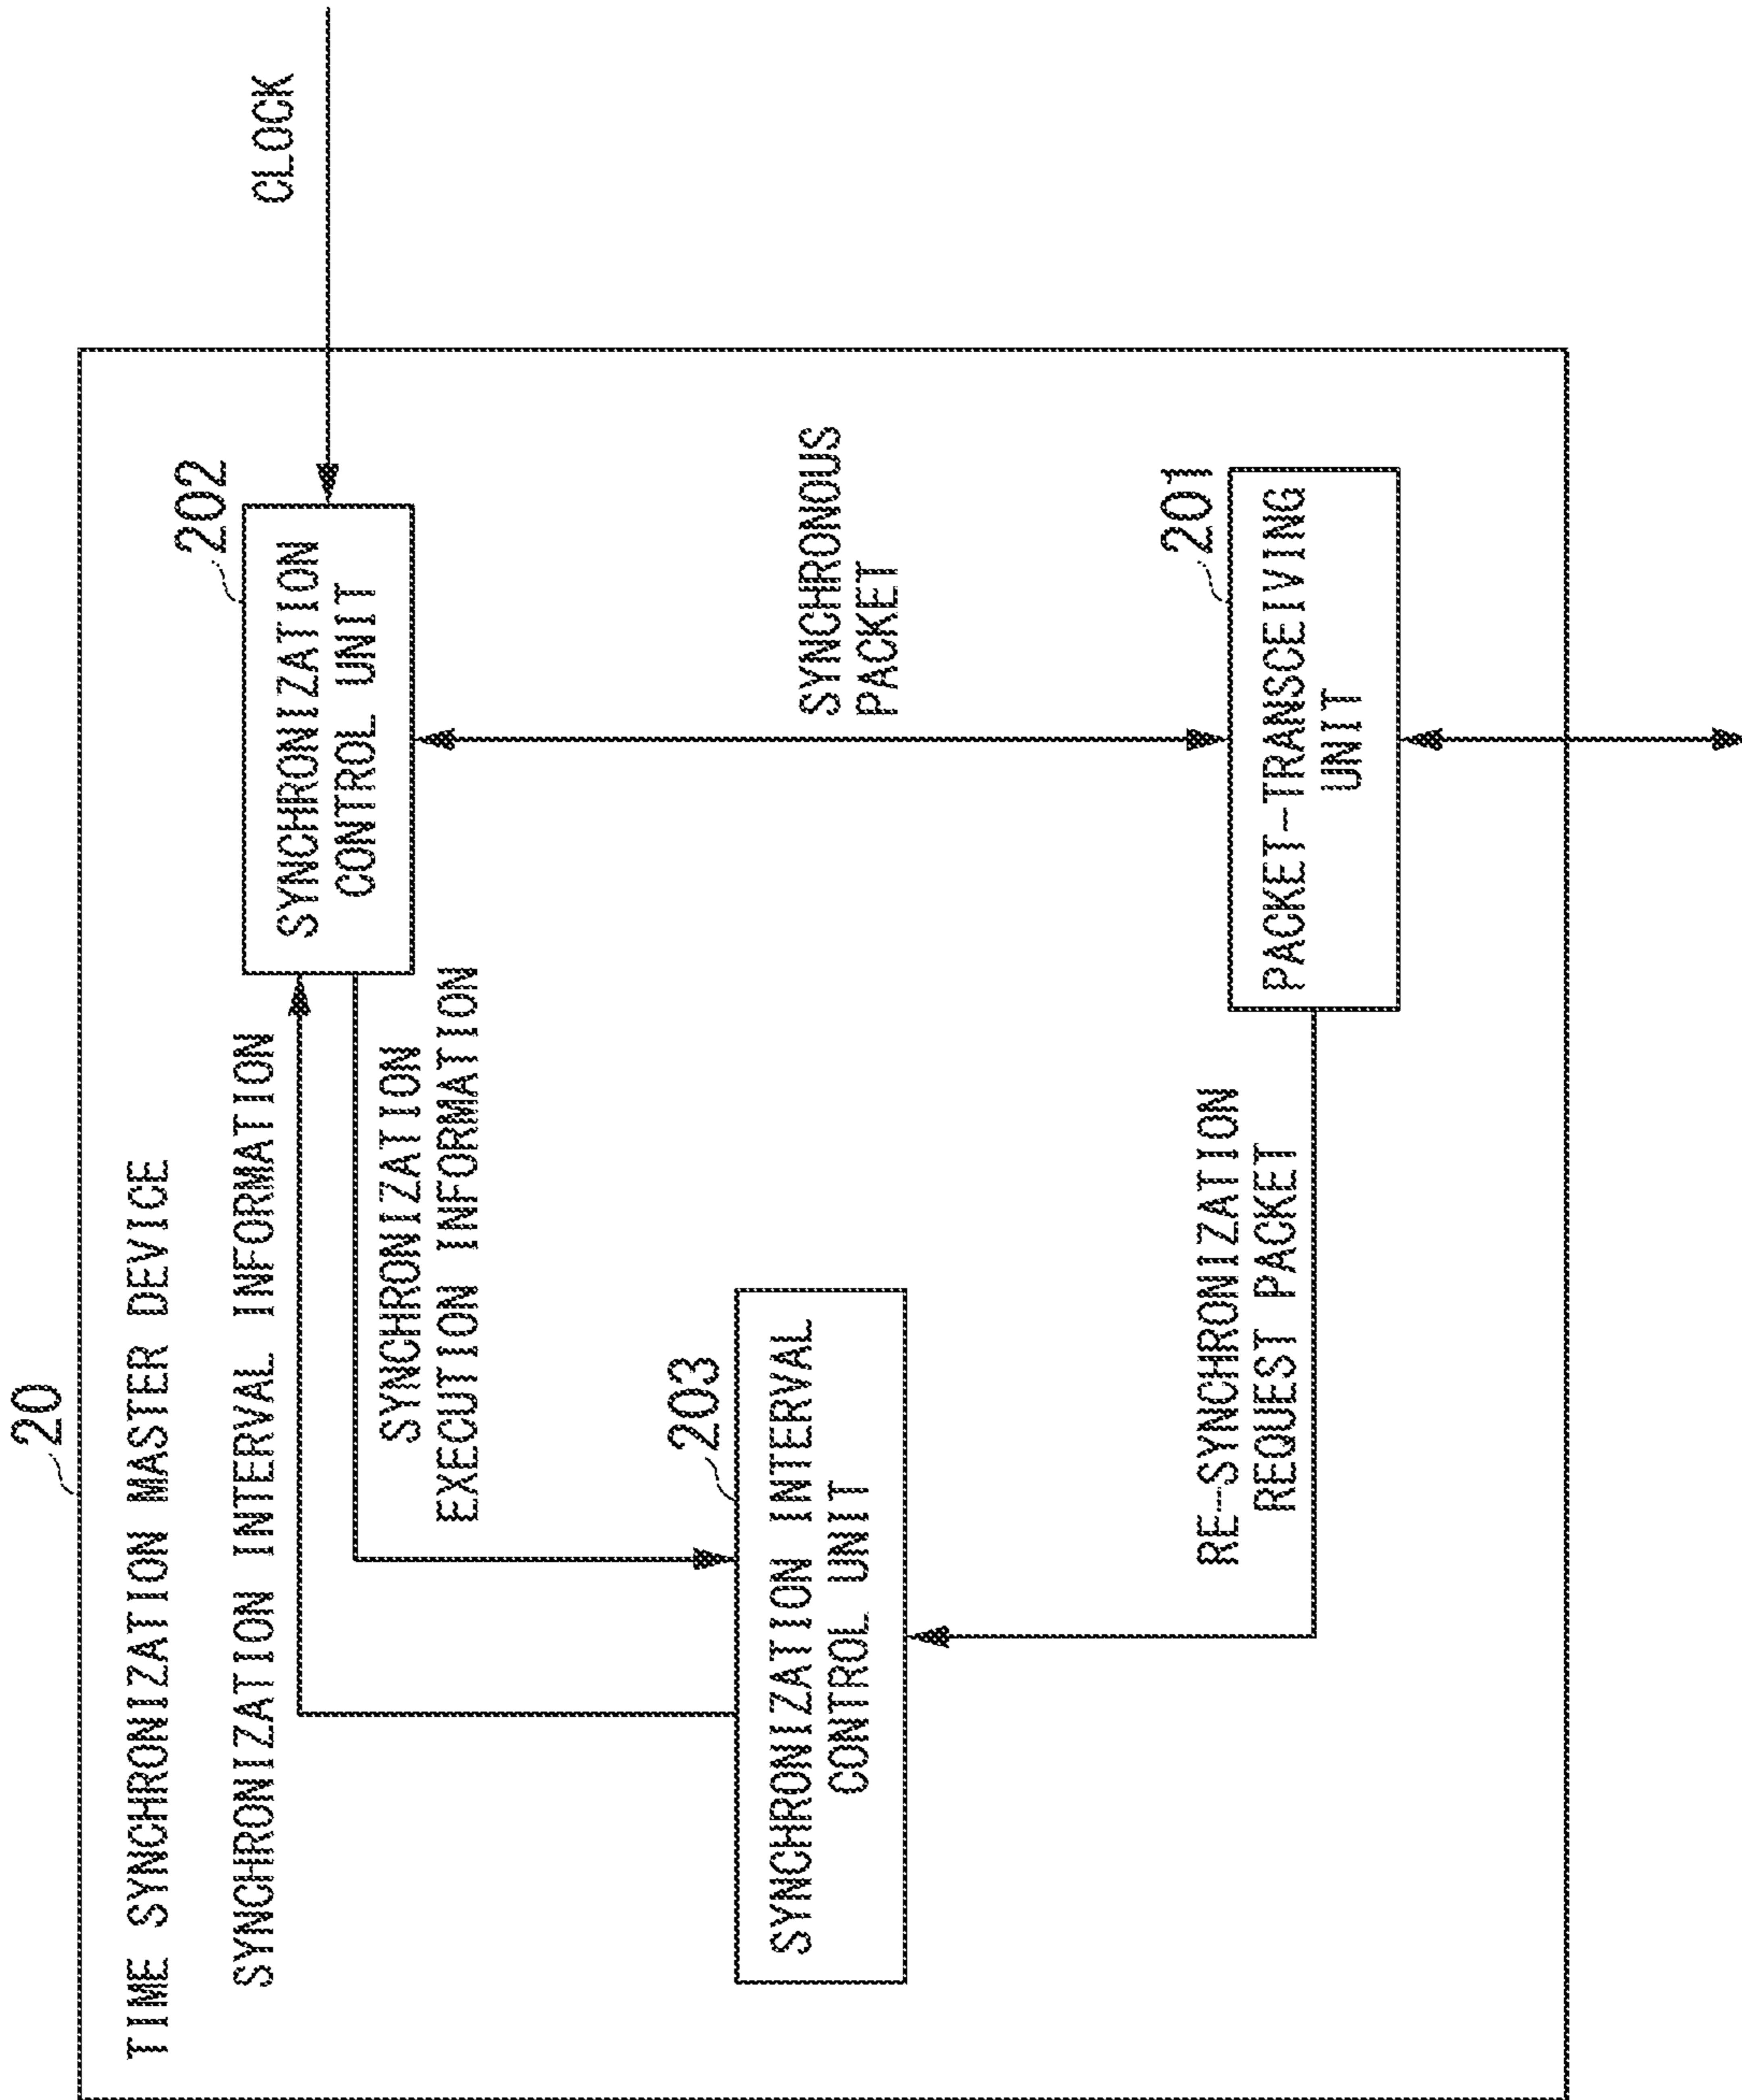 20
TIME SYNCHRONIZATION MASTER DEVICE
SYNCHRONIZATION INTERVAL INFORMATION
202
CLOCK
SYNCHRONIZATION
CONTROL UNIT
SYNCHRONIZATION
EXECUTION INFORMATION
203
SYNCHRONIZATION INTERVAL
CONTROL UNIT
SYNCHRONOUS
PACKET
RE-SYNCHRONIZATION
REQUEST PACKET
201
PACKET-TRANSCEIVING
UNIT